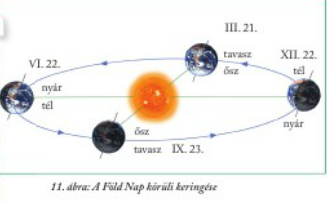 III. 21.
tavasz
ősz
XII. 22.
tél
nyár
VI. 22.
nyár
tél
ősz
tavasz IX. 23.
11. ábra: A Föld Nap körüli keringése